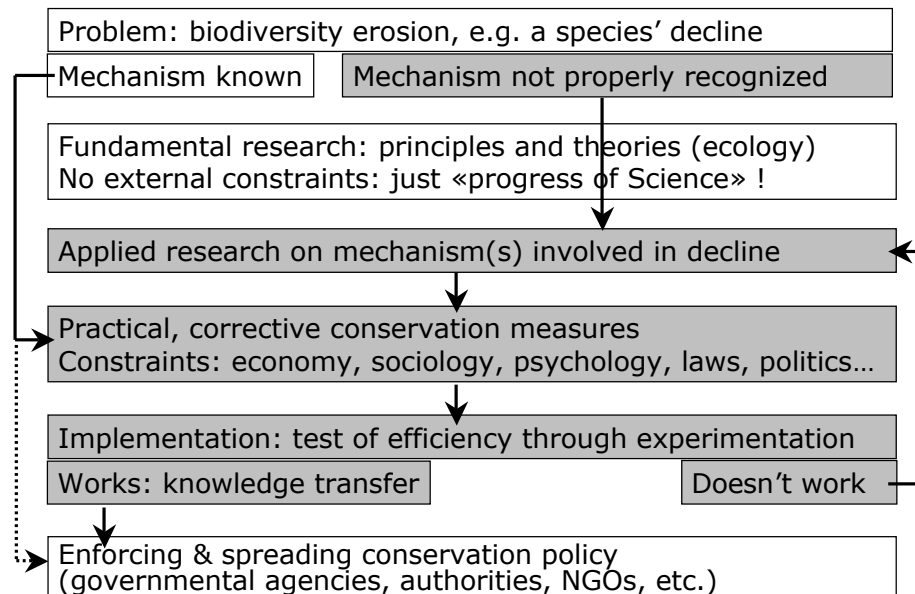 Problem: biodiversity erosion, e.g. a species’ decline
Mechanism known
Mechanism not properly recognized
Fundamental research: principles and theories (ecology)
No external constraints: just «progress of Science» !
Applied research on mechanism(s) involved in decline
Practical, corrective conservation measures
Constraints: economy, sociology, psychology, laws, politics…
Implementation: test of efficiency through experimentation
Works: knowledge transfer
Doesn’t work
Enforcing & spreading conservation policy
(governmental agencies, authorities, NGOs, etc.)